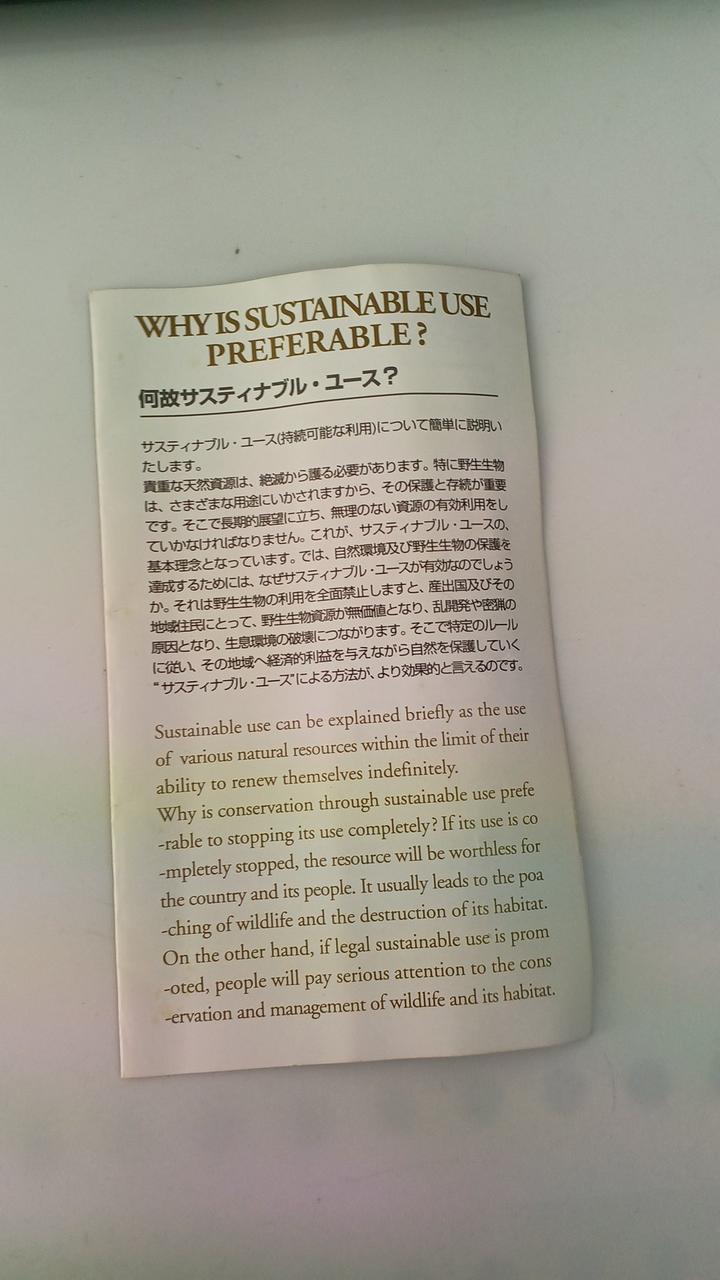 WHY IS SUSTAINABLE USE
PREFERABLE ?
何故サスティナブル・ユース?
サスティナブル・ユース(持続可能な利用)について簡単に説明い
たします。
貴重な天然資源は、絶滅から護る必要があります。特に野生生物
は、さまざまな用途にいかされますから、その保護と存続が重要
です。そこで長期的展望に立ち、無理のない資源の有効利用をし
ていかなければなりません。これが、サスティナブル・ユースの、
基本理念となっています。では、自然環境及び野生生物の保護を
達成するためには、なぜサスティナブル・ユースが有効なのでしょう
か。それは野生生物の利用を全面禁止しますと、産出国及びその
地域住民にとって、野生生物資源が無価値となり、乱開発や密猟の
原因となり、生息環境の破壊につながります。そこで特定のルール
に従い、その地域へ経済的利益を与えながら自然を保護していく
“サスティナブル・ユース”による方法が、より効果的と言えるのです。
Sustainable use can be explained briefly as the use
of various natural resources within the limit of their
ability to renew themselves indefinitely.
Why is conservation through sustainable use prefe
-rable to stopping its use completely? If its use is co
-mpletely stopped, the resource will be worthless for
the country and its people. It usually leads to the poa
-ching of wildlife and the destruction of its habitat.
On the other hand, if legal sustainable use is prom
-oted, people will pay serious attention to the cons
-ervation and management of wildlife and its habitat.